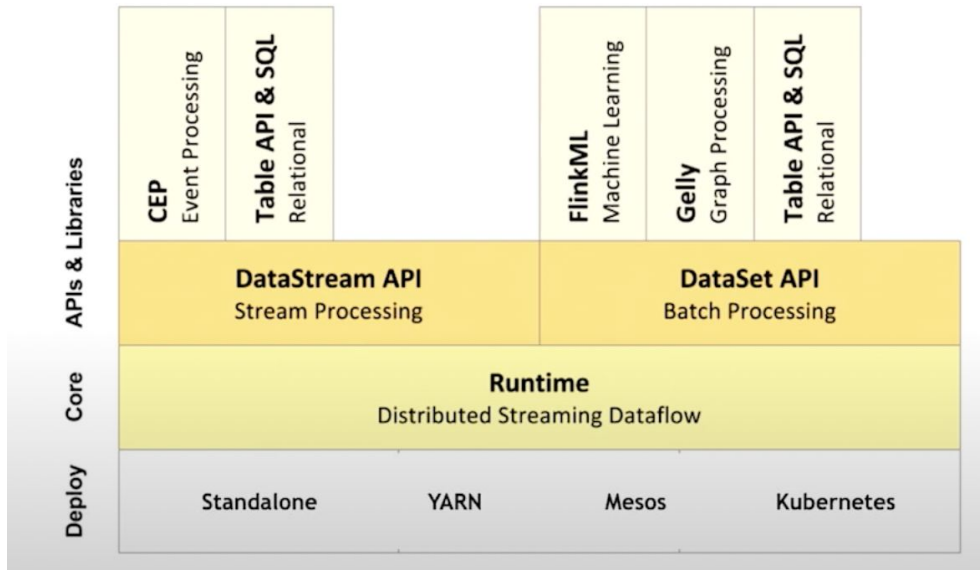 CEP
Event Processing
Table API & SQL
Relational
FlinkML
Machine Learning
Gelly
Graph Processing
Table API & SQL
Relational
APIs & Libraries
DataStream API
Stream Processing
DataSet API
Batch Processing
Core
Runtime
Distributed Streaming Dataflow
Deploy
Standalone YARN Mesos Kubernetes